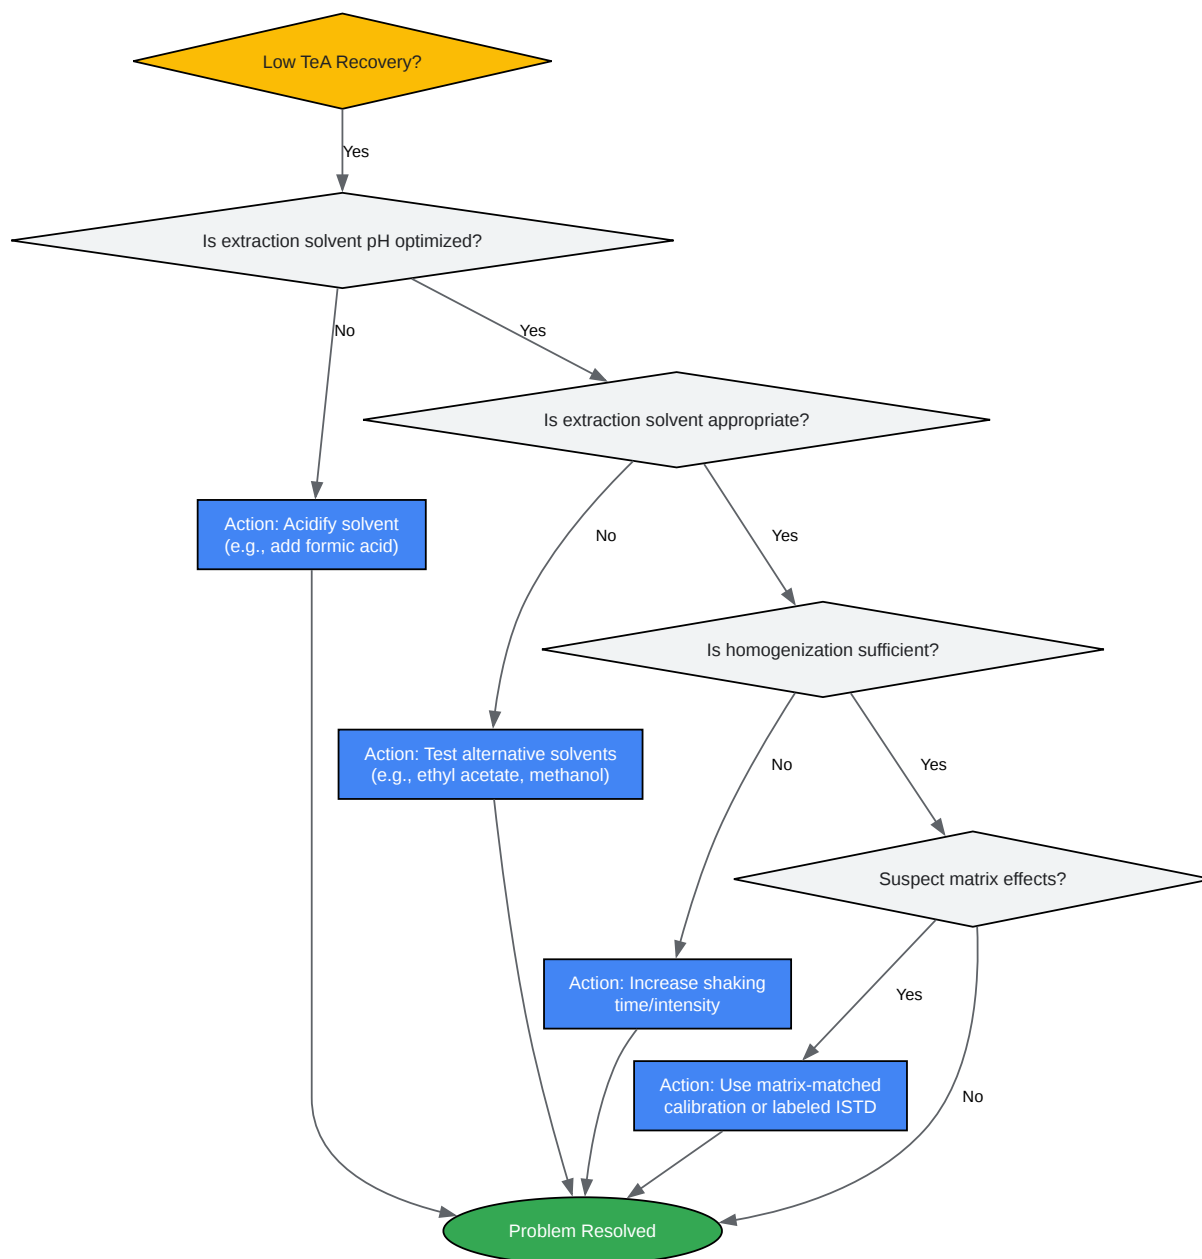 Low TeA Recovery?
Yes
Is extraction solvent pH optimized?
No
Yes
Is extraction solvent appropriate?
Action: Acidify solvent
(e.g., add formic acid)
No
Yes
Is homogenization sufficient?
Action: Test alternative solvents
(e.g., ethyl acetate, methanol)
No
Yes
Suspect matrix effects?
Action: Increase shaking
time/intensity
Yes
No
Action: Use matrix-matched
calibration or labeled ISTD
Problem Resolved